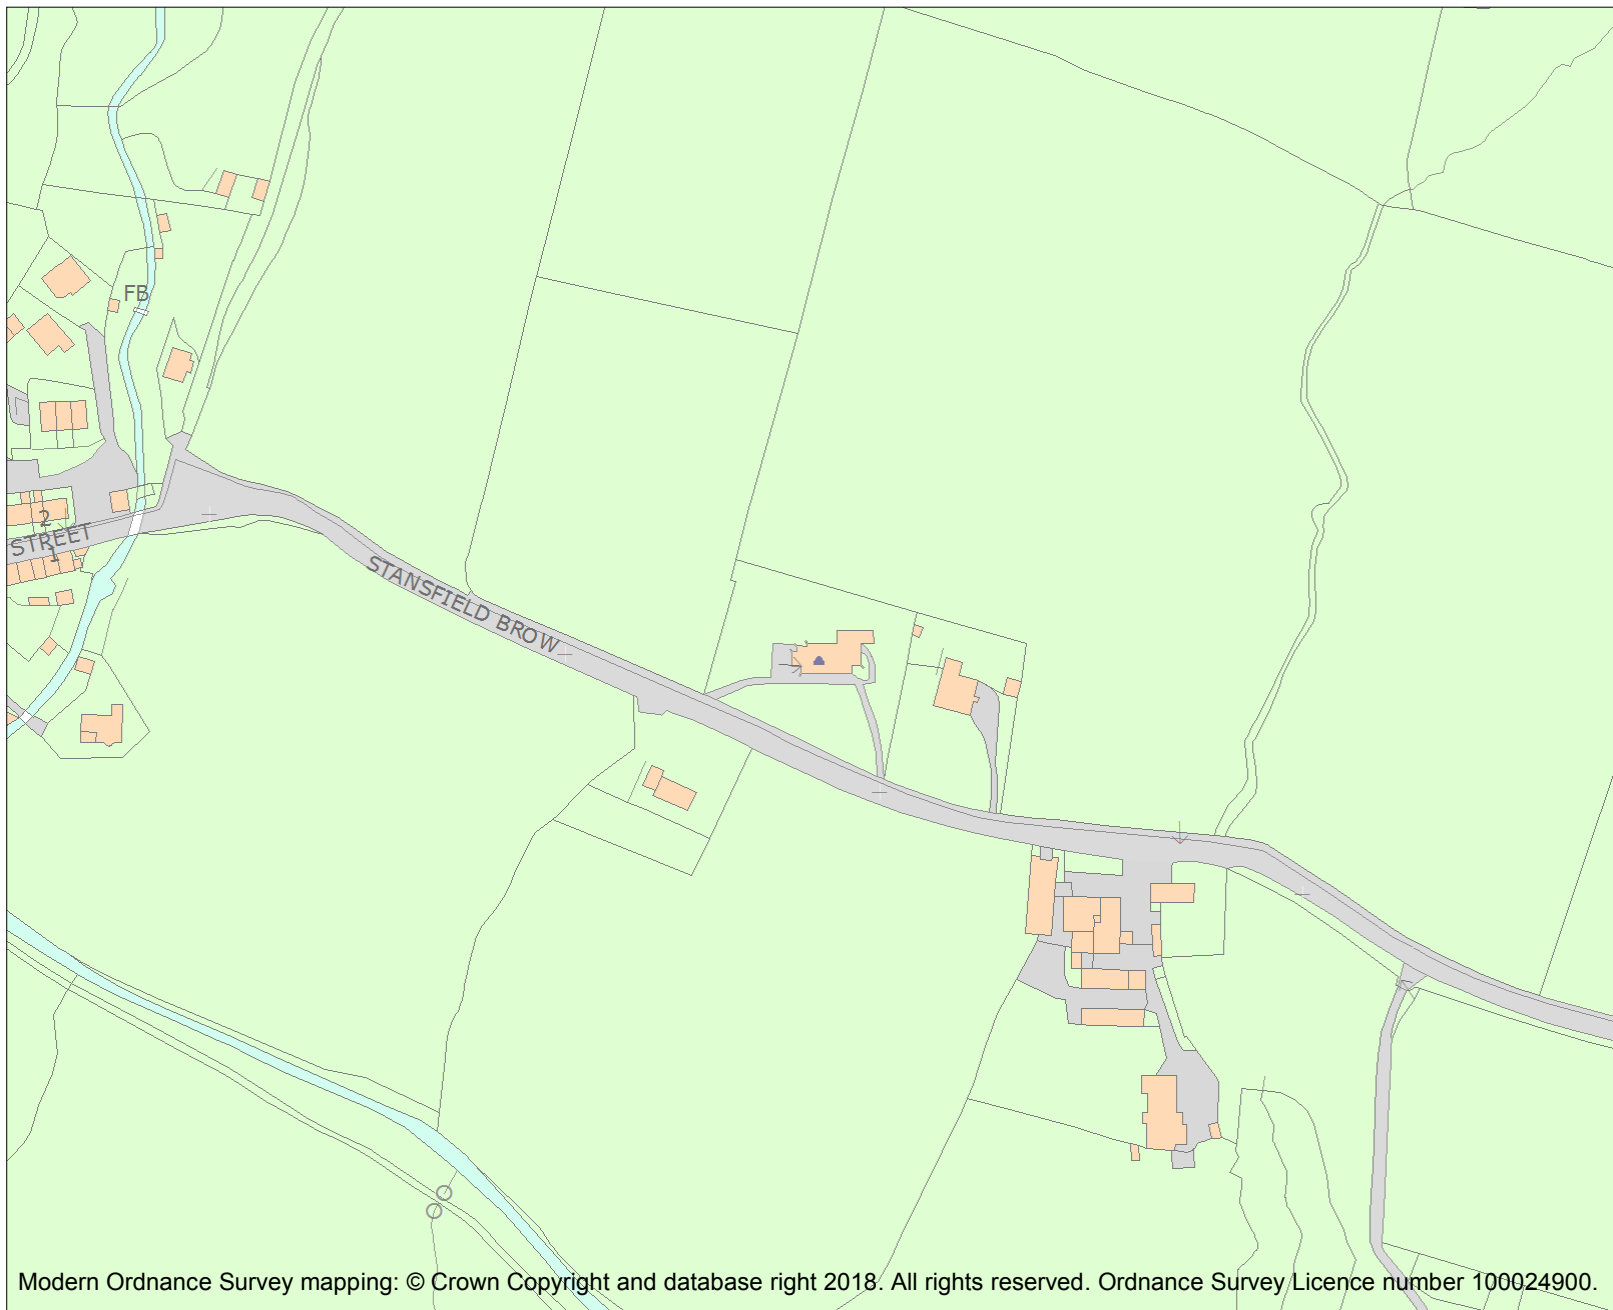 FB
2
STREET
1
STANSFIELD BROW
Modern Ordnance Survey mapping: © Crown Copyright and database right 2018. All rights reserved. Ordnance Survey Licence number 100024900.